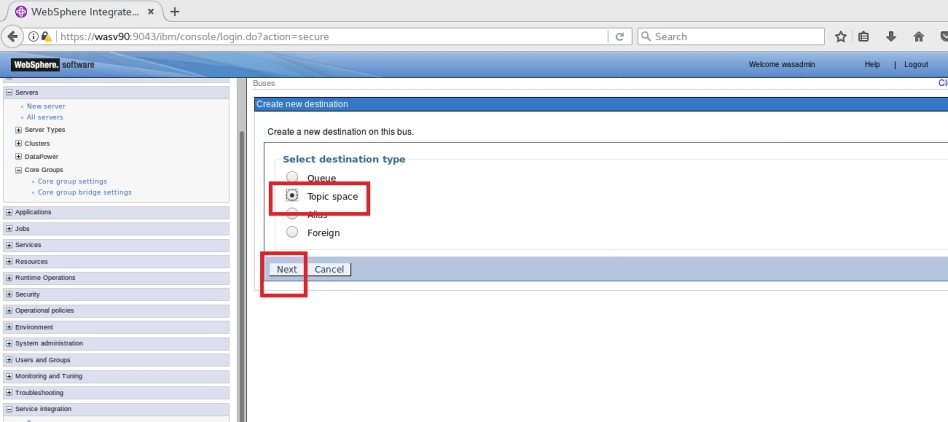 WebSphere Integrate...
https://wasv90:9043/ibm/console/login.do?action=secure
Search
WebSphere. software
Welcome wasadmin Help | Logout
Servers
New server
All servers
Server Types
Clusters
DataPower
Core Groups
Core group settings
Core group bridge settings
Applications
Jobs
Services
Resources
Runtime Operations
Security
Operational policies
Environment
System administration
Users and Groups
Monitoring and Tuning
Troubleshooting
Service integration
Buses
Create new destination
Create a new destination on this bus.
Select destination type
Queue
Topic space
Alias
Foreign
Next Cancel